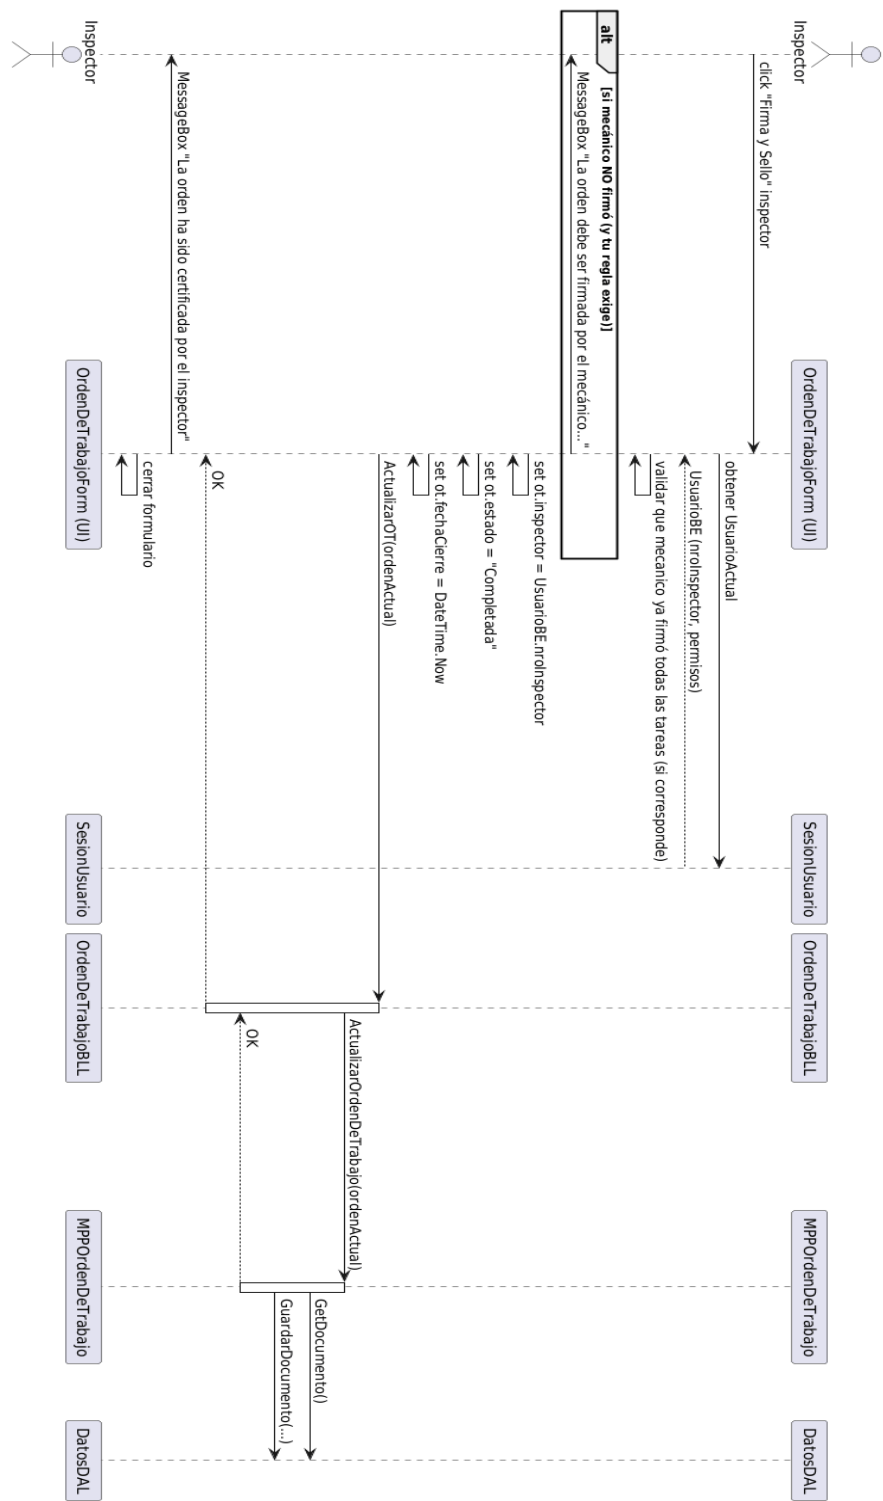 Inspector
OrdenDeTrabajoForm (UI)
SesionUsuario
OrdenDeTrabajoBLL
MPPOrdenDeTrabajo
DatosDAL
click "Firma y Sello" inspector
obtener UsuarioActual
UsuarioBE (nroInspector, permisos)
validar que mecanico ya firmó todas las tareas (si corresponde)
alt
[si mecánico NO firmó (y tu regla exige)]
MessageBox "La orden debe ser firmada por el mecánico..."
set ot.inspector = UsuarioBE.nroInspector
set ot.estado = "Completada"
set ot.fechaCierre = DateTime.Now
ActualizarOT(ordenActual)
ActualizarOrdenDeTrabajo(ordenActual)
GetDocumento()
GuardarDocumento(...)
OK
OK
MessageBox "La orden ha sido certificada por el inspector"
cerrar formulario
Inspector
OrdenDeTrabajoForm (UI)
SesionUsuario
OrdenDeTrabajoBLL
MPPOrdenDeTrabajo
DatosDAL